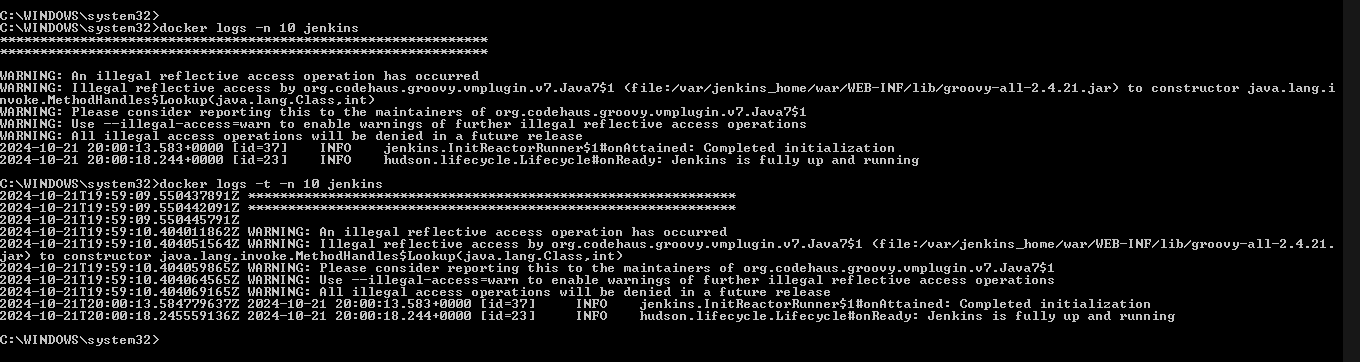 C:\WINDOWS\system32>
C:\WINDOWS\system32>docker logs -n 10 jenkins
*************************************************************
*************************************************************
WARNING: An illegal reflective access operation has occurred
WARNING: Illegal reflective access by org.codehaus.groovy.vmplugin.v7.Java7$1 (file:/var/jenkins_home/war/WEB-INF/lib/groovy-all-2.4.21.jar) to constructor java.lang.i
nvoke.MethodHandles$Lookup(java.lang.Class,int)
WARNING: Please consider reporting this to the maintainers of org.codehaus.groovy.vmplugin.v7.Java7$1
WARNING: Use --illegal-access=warn to enable warnings of further illegal reflective access operations
WARNING: All illegal access operations will be denied in a future release
2024-10-21 20:00:13.583+0000 [id=37]    INFO    jenkins.InitReactorRunner$1#onAttained: Completed initialization
2024-10-21 20:00:18.244+0000 [id=23]    INFO    hudson.lifecycle.Lifecycle#onReady: Jenkins is fully up and running
C:\WINDOWS\system32>docker logs -t -n 10 jenkins
2024-10-21T19:59:09.550437891Z *************************************************************
2024-10-21T19:59:09.550442091Z *************************************************************
2024-10-21T19:59:09.550445791Z
2024-10-21T19:59:10.404011862Z WARNING: An illegal reflective access operation has occurred
2024-10-21T19:59:10.404051564Z WARNING: Illegal reflective access by org.codehaus.groovy.vmplugin.v7.Java7$1 (file:/var/jenkins_home/war/WEB-INF/lib/groovy-all-2.4.21.
jar) to constructor java.lang.invoke.MethodHandles$Lookup(java.lang.Class,int)
2024-10-21T19:59:10.404059865Z WARNING: Please consider reporting this to the maintainers of org.codehaus.groovy.vmplugin.v7.Java7$1
2024-10-21T19:59:10.404064565Z WARNING: Use --illegal-access=warn to enable warnings of further illegal reflective access operations
2024-10-21T19:59:10.404069165Z WARNING: All illegal access operations will be denied in a future release
2024-10-21T20:00:13.584779637Z 2024-10-21 20:00:13.583+0000 [id=37]    INFO    jenkins.InitReactorRunner$1#onAttained: Completed initialization
2024-10-21T20:00:18.245559136Z 2024-10-21 20:00:18.244+0000 [id=23]    INFO    hudson.lifecycle.Lifecycle#onReady: Jenkins is fully up and running
C:\WINDOWS\system32>